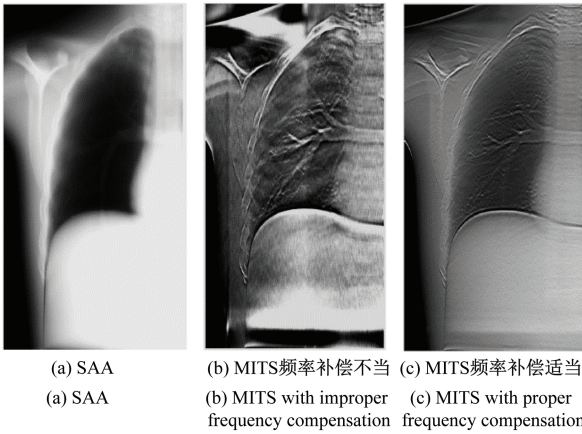 (a) SAA
(b) MITS频率补偿不当
(c) MITS频率补偿适当
(a) SAA
(b) MITS with improper
frequency compensation
(c) MITS with proper
frequency compensation